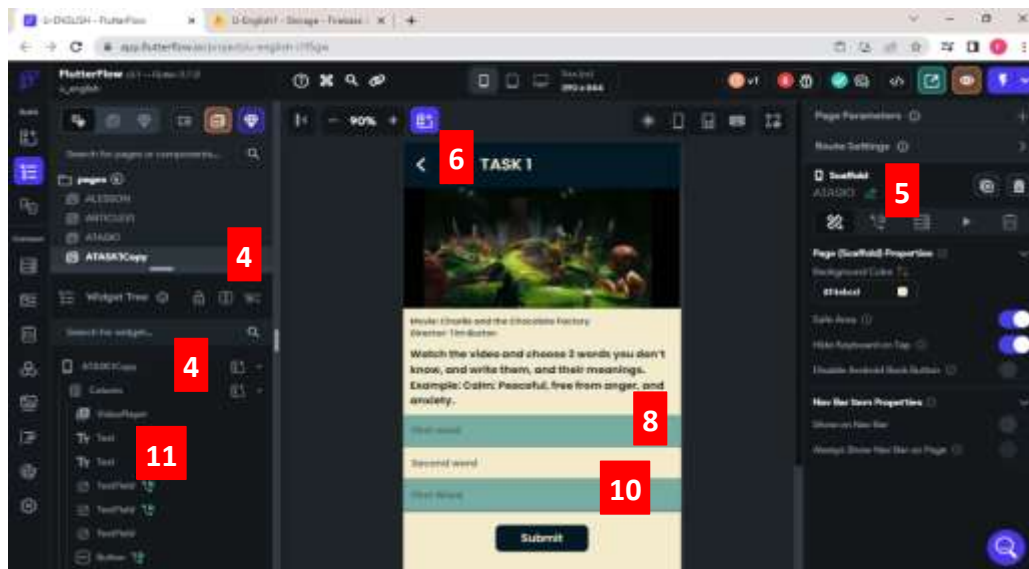 U-ENGLISH - FlutterFlow
U-English1 - Storage - Firebase
FlutterFlow
u_english
v1
90%
Page Parameters
Search for pages or components...
Route Settings
pages
6
TASK 1
Scaffold
5
ALESSON
ATASK1Copy
4
Page (Scaffold) Properties
Background Color
Widget Tree
Movie: Charlie and the Chocolate Factory
Director: Tim Burton
Safe Area
Search for widget...
Hide Keyboard on Tap
Watch the video and choose 3 words you don't
know, and write them, and their meanings.
Example: Calm: Peaceful, free from anger, and
anxiety.
ATASK1Copy
4
Disable Android Back Button
Column
8
Nav Bar Item Properties
VideoPlayer
First word
Show on Nav Bar
Text
11
Always Show Nav Bar on Page
Text
Second word
TextField
10
TextField
TextField
Submit
Button